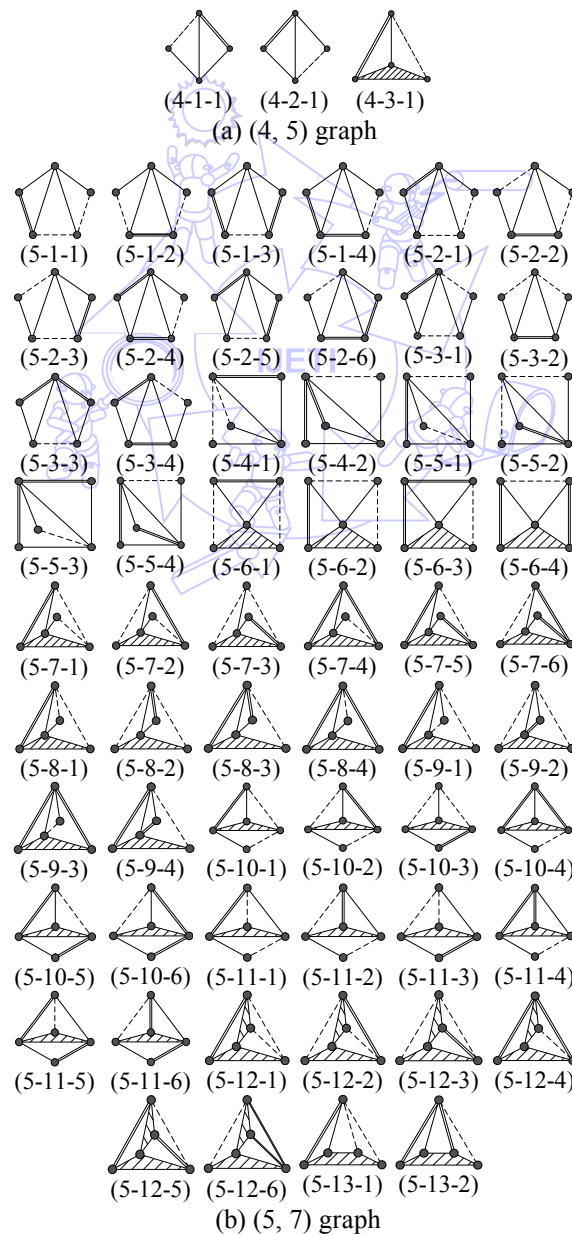 (4-1-1) (4-2-1) (4-3-1)
(a) (4, 5) graph
(5-1-1) (5-1-2) (5-1-3) (5-1-4) (5-2-1) (5-2-2)
(5-2-3) (5-2-4) (5-2-5) (5-2-6) (5-3-1) (5-3-2)
(5-3-3) (5-3-4) (5-4-1) (5-4-2) (5-5-1) (5-5-2)
(5-5-3) (5-5-4) (5-6-1) (5-6-2) (5-6-3) (5-6-4)
(5-7-1) (5-7-2) (5-7-3) (5-7-4) (5-7-5) (5-7-6)
(5-8-1) (5-8-2) (5-8-3) (5-8-4) (5-9-1) (5-9-2)
(5-9-3) (5-9-4) (5-10-1) (5-10-2) (5-10-3) (5-10-4)
(5-10-5) (5-10-6) (5-11-1) (5-11-2) (5-11-3) (5-11-4)
(5-11-5) (5-11-6) (5-12-1) (5-12-2) (5-12-3) (5-12-4)
(5-12-5) (5-12-6) (5-13-1) (5-13-2)
(b) (5, 7) graph